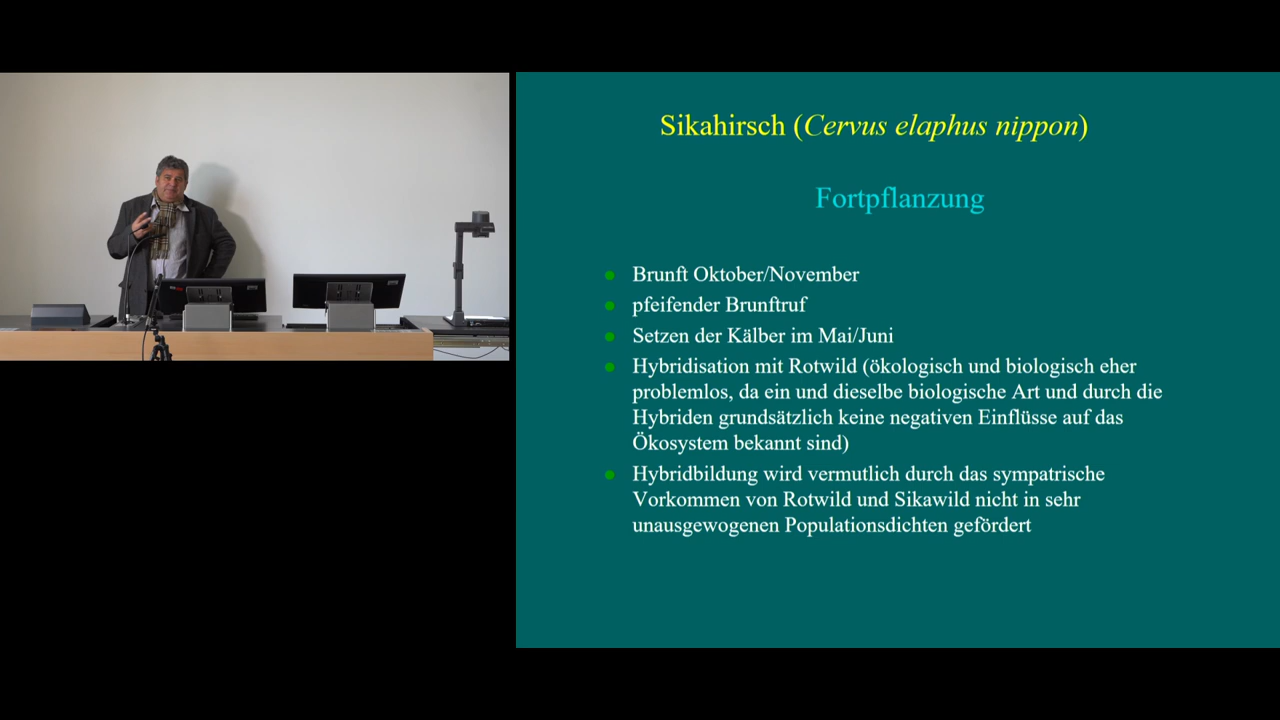 Sikahirsch (Cervus elaphus nippon)
Fortpflanzung
Brunft Oktober/November
pfeifender Brunftruf
Setzen der Kälber im Mai/Juni
Hybridisation mit Rotwild (ökologisch und biologisch eher
problemlos, da ein und dieselbe biologische Art und durch die
Hybriden grundsätzlich keine negativen Einflüsse auf das
Ökosystem bekannt sind)
Hybridbildung wird vermutlich durch das sympatrische
Vorkommen von Rotwild und Sikawild nicht in sehr
unausgewogenen Populationsdichten gefördert